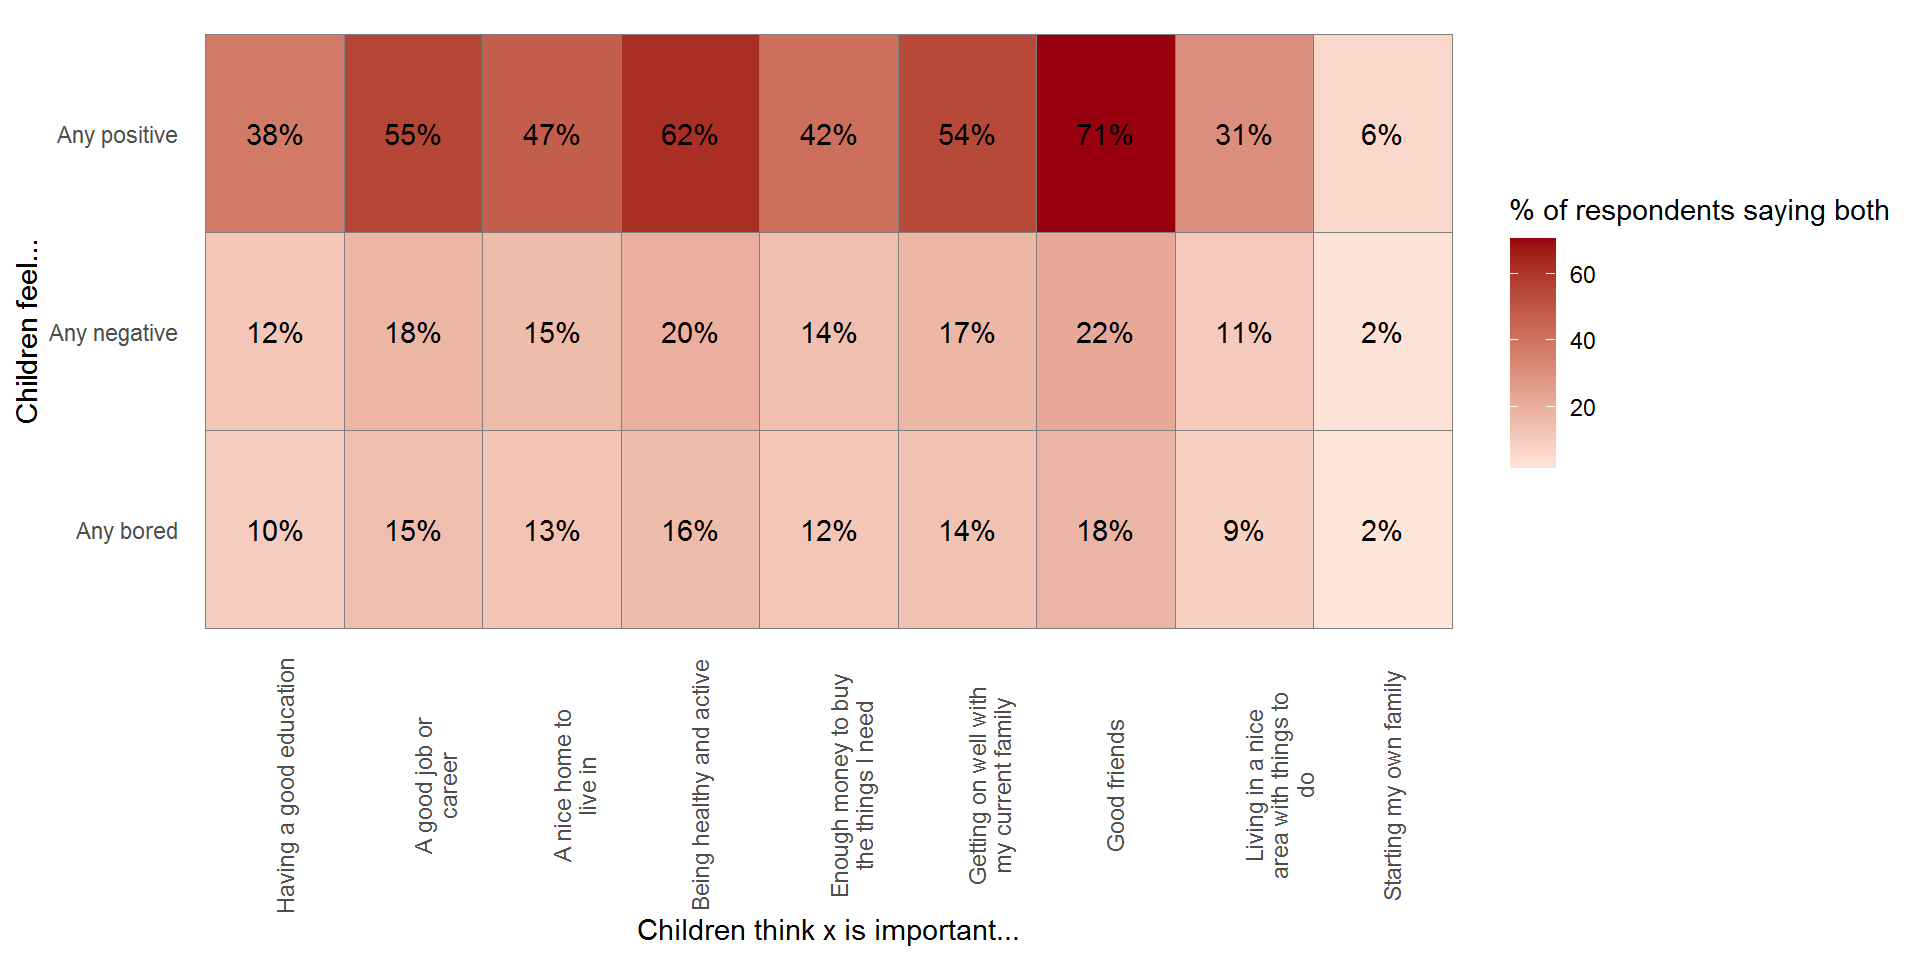 Any positive
38% 55% 47% 62% 42% 54% 71% 31% 6%
Any negative
12% 18% 15% 20% 14% 17% 22% 11% 2%
Any bored
10% 15% 13% 16% 12% 14% 18% 9% 2%
Children feel...
Having a good education
A good job or
career
A nice home to
live in
Being healthy and active
Enough money to buy
the things I need
Getting on well with
my current family
Good friends
Living in a nice
area with things to
do
Starting my own family
Children think x is important...
% of respondents saying both
60
40
20